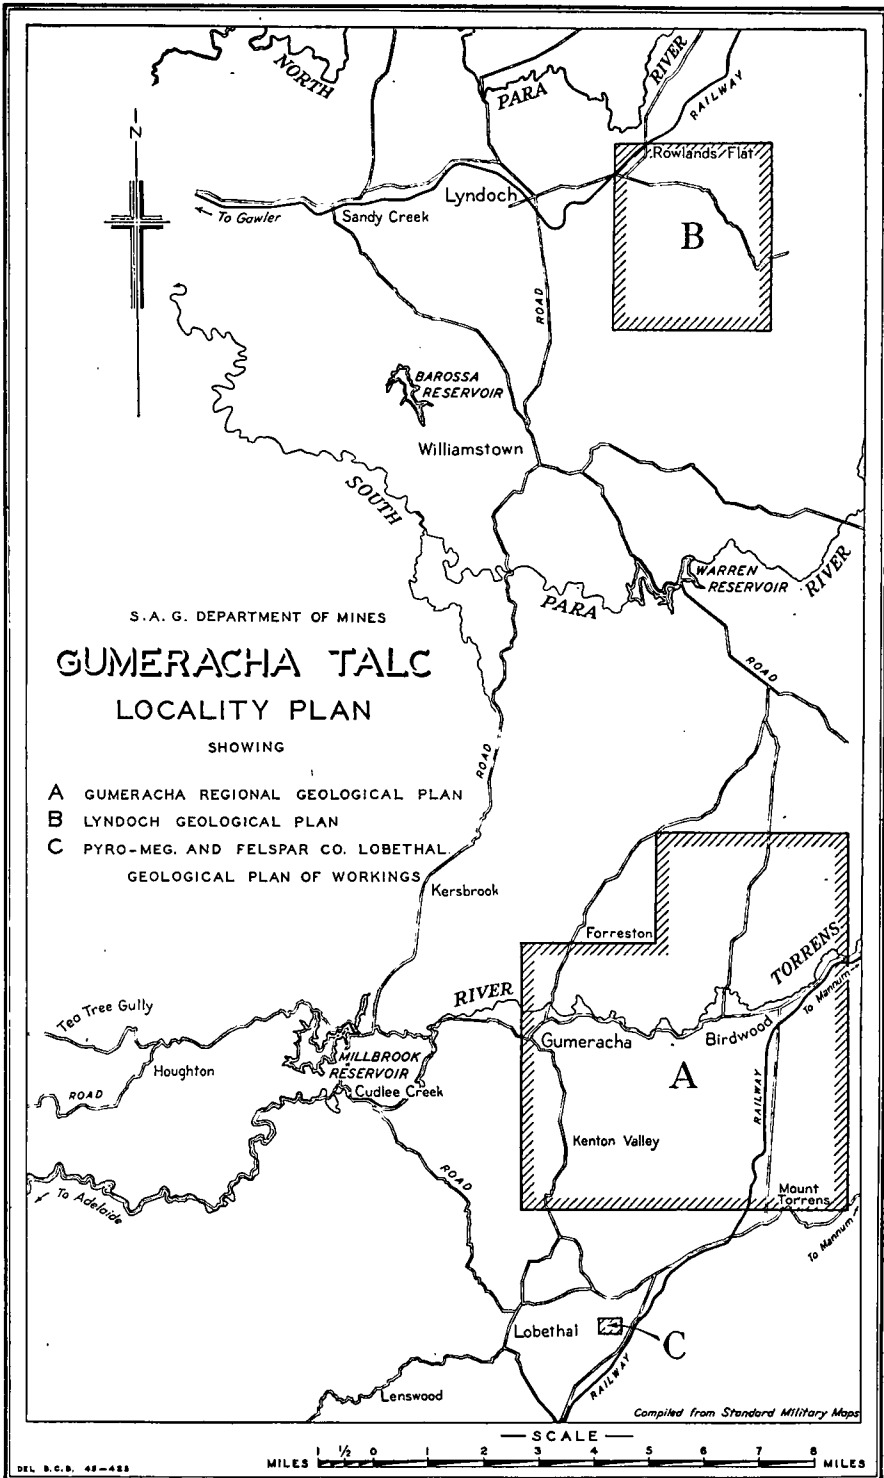 NORTH
PARA
RIVER
RAILWAY
N
Rowlands Flat
Lyndoch
To Gawler
Sandy Creek
B
ROAD
BAROSSA
RESERVOIR
Williamstown
SOUTH
PARA
RIVER
WARREN
RESERVOIR
S.A.G. DEPARTMENT OF MINES
GUMERACHA TALC
LOCALITY PLAN
SHOWING
A GUMERACHA REGIONAL GEOLOGICAL PLAN
B LYNDOCH GEOLOGICAL PLAN
C PYRO-MEG. AND FELSPAR CO. LOBETHAL
GEOLOGICAL PLAN OF WORKINGS
ROAD
ROAD
Kersbrook
Forreston
TORRENS
RIVER
To Mannum
Tea Tree Gully
Houghton
ROAD
MILLBROOK
RESERVOIR
Cudlee Creek
Gumeracha
Birdwood
A
RAILWAY
Kenton Valley
Mount
Torrens
To Mannum
To Adelaide
ROAD
Lobethal
C
RAILWAY
Lenswood
Compiled from Standard Military Maps
SCALE
MILES 1 1/2 0 1 2 3 4 5 6 7 8 MILES
DEL B.C.B. 45-423